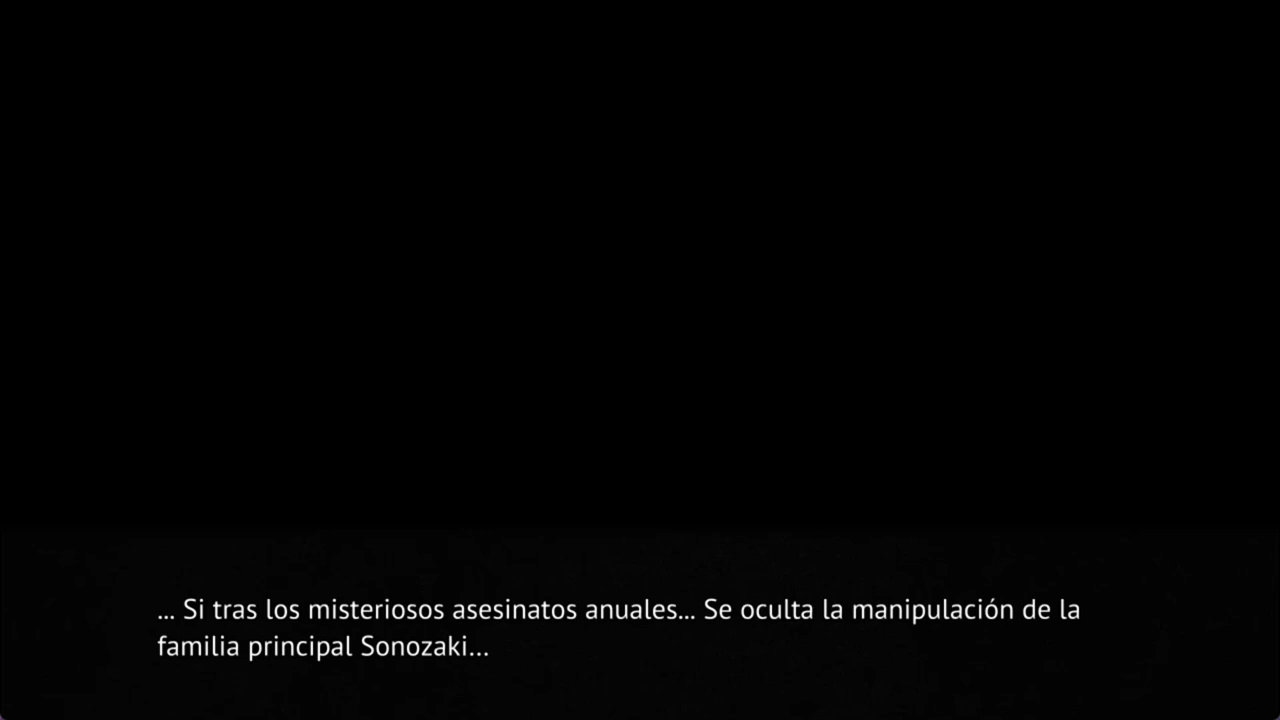 ... Si tras los misteriosos asesinatos anuales... Se oculta la manipulación de la
familia principal Sonozaki...